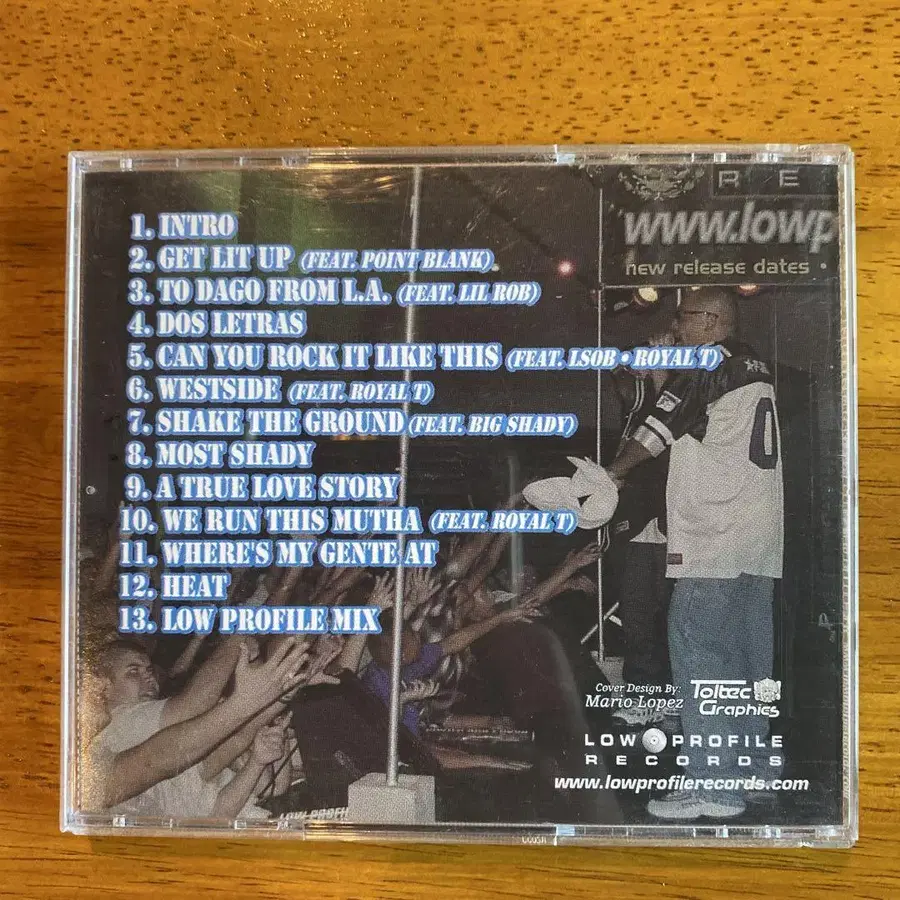 R E
www.lowp
new release dates •
1. INTRO
2. GET LIT UP (FEAT. POINT BLANK)
3. TO DAGO FROM L.A. (FEAT. LIL ROB)
4. DOS LETRAS
5. CAN YOU ROCK IT LIKE THIS (FEAT. LSOB • ROYAL T)
6. WESTSIDE (FEAT. ROYAL T)
7. SHAKE THE GROUND (FEAT. BIG SHADY)
8. MOST SHADY
9. A TRUE LOVE STORY
10. WE RUN THIS MUTHA (FEAT. ROYAL T)
11. WHERE'S MY GENTE AT
12. HEAT
13. LOW PROFILE MIX
0
Cover Design By:
Mario Lopez
Toltec
Graphics
LOW PROFILE
RECORDS
www.lowprofilerecords.com
LOW PROFI